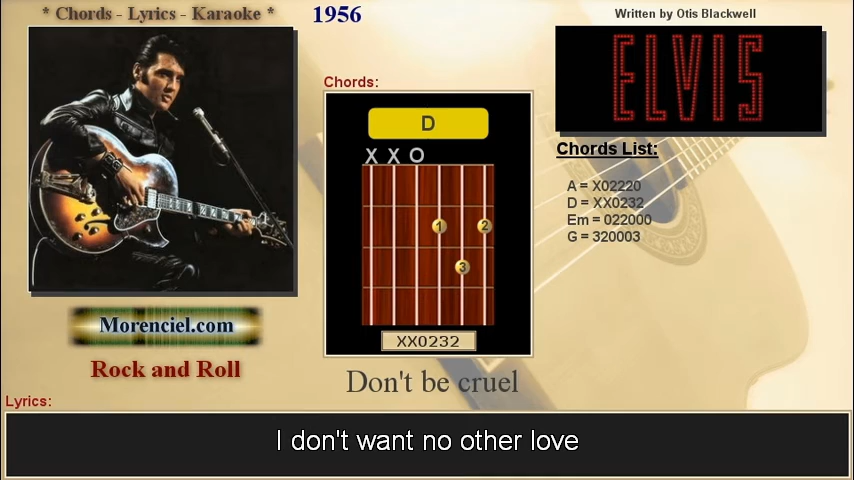 * Chords - Lyrics - Karaoke *
1956
Written by Otis Blackwell
ELVIS
Chords:
D
X X O
1 2
3
XX0232
Chords List:
A = X02220
D = XX0232
Em = 022000
G = 320003
Morenciel.com
Rock and Roll
Don't be cruel
Lyrics:
I don't want no other love